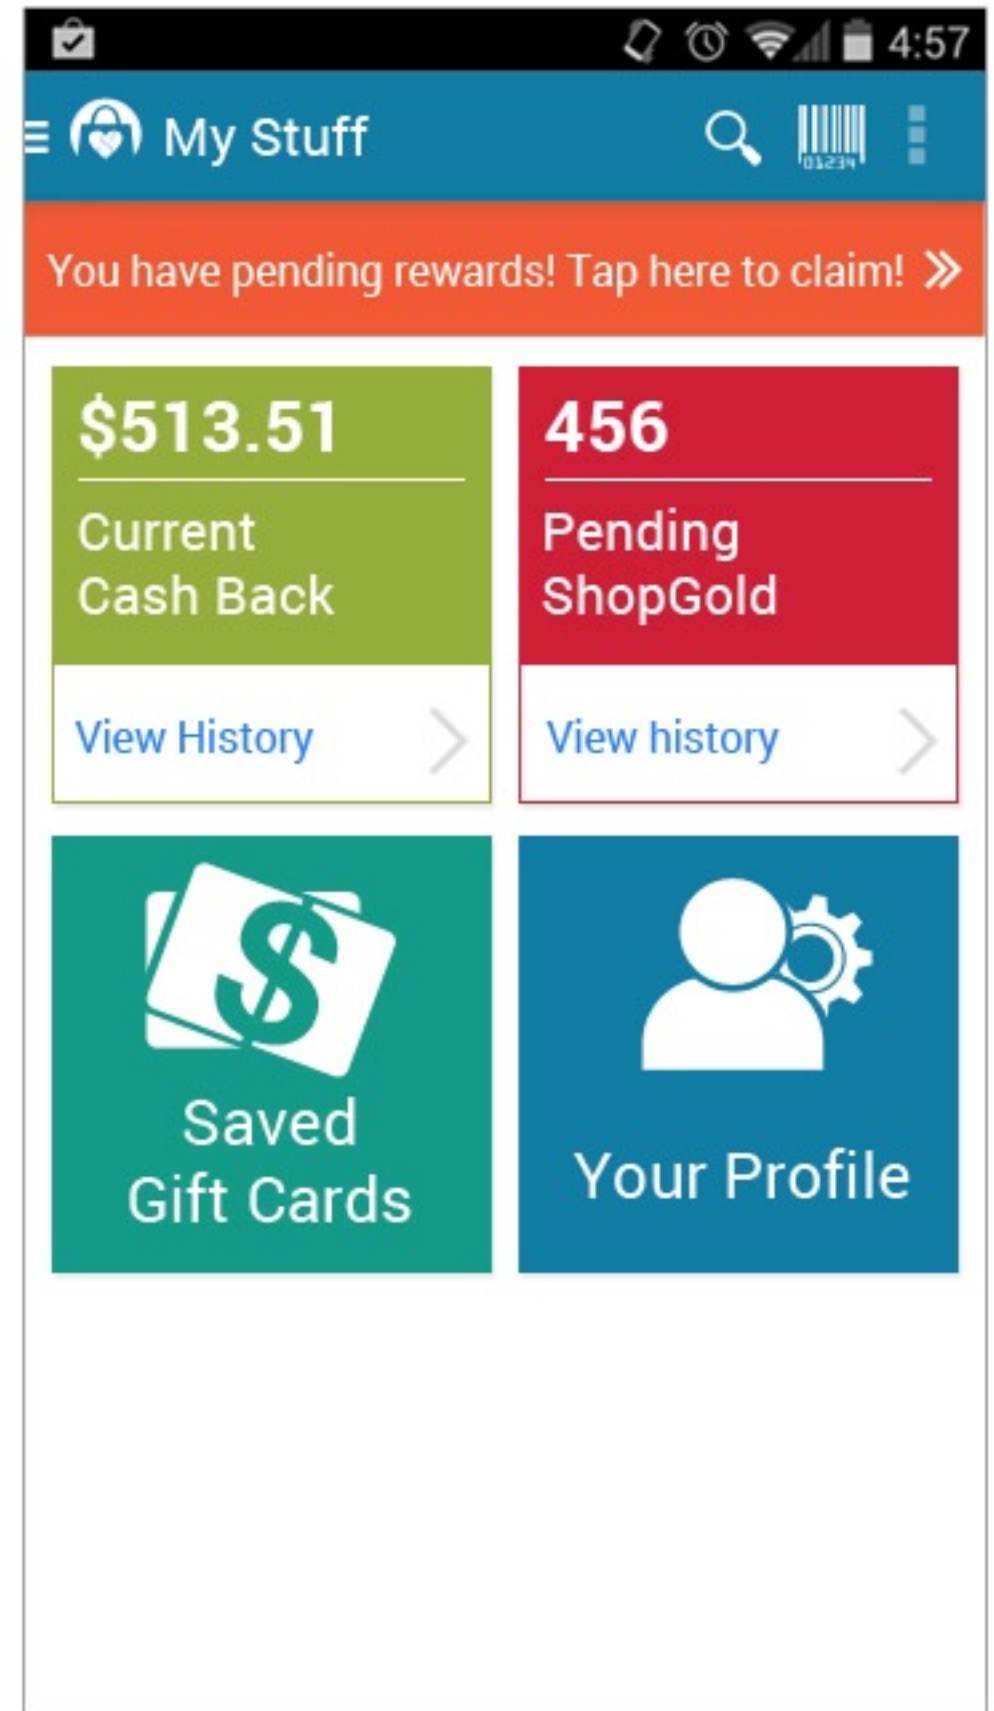 4:57
My Stuff
01234
You have pending rewards! Tap here to claim!
$513.51
Current
Cash Back
View History
456
Pending
ShopGold
View history
$
Saved
Gift Cards
Your Profile